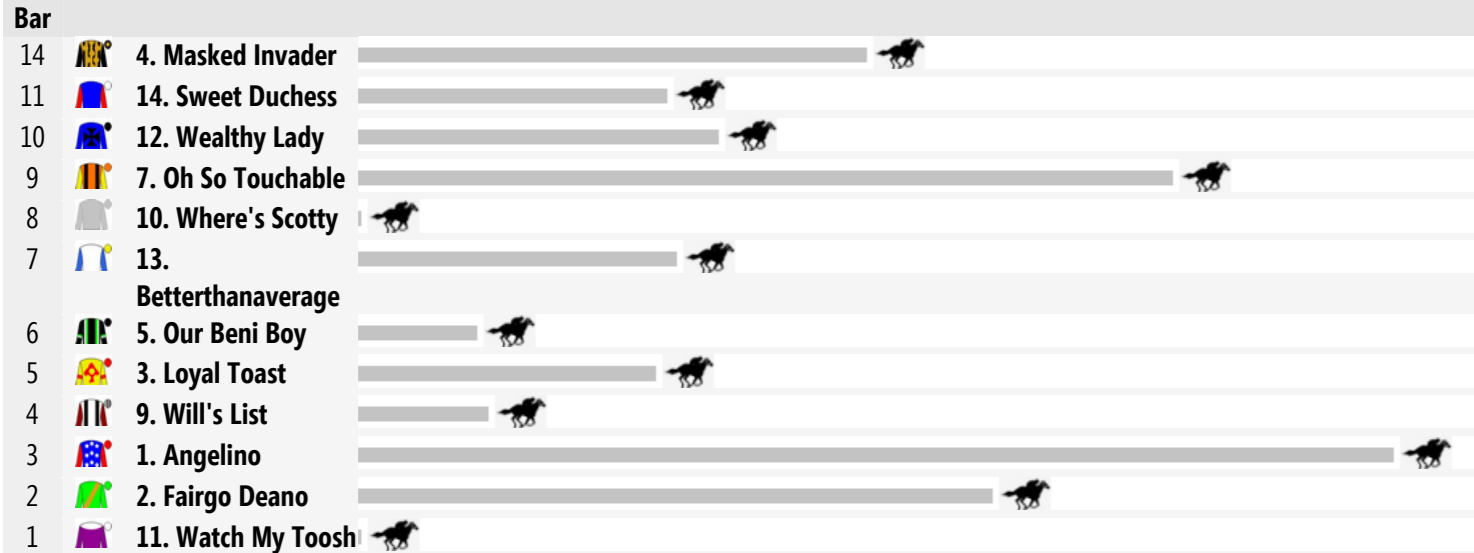 Bar
14 4. Masked Invader
11 14. Sweet Duchess
10 12. Wealthy Lady
9 7. Oh So Touchable
8 10. Where's Scotty
7 13.
Betterthanaverage
6 5. Our Beni Boy
5 3. Loyal Toast
4 9. Will's List
3 1. Angelino
2 2. Fairgo Deano
1 11. Watch My Toosh